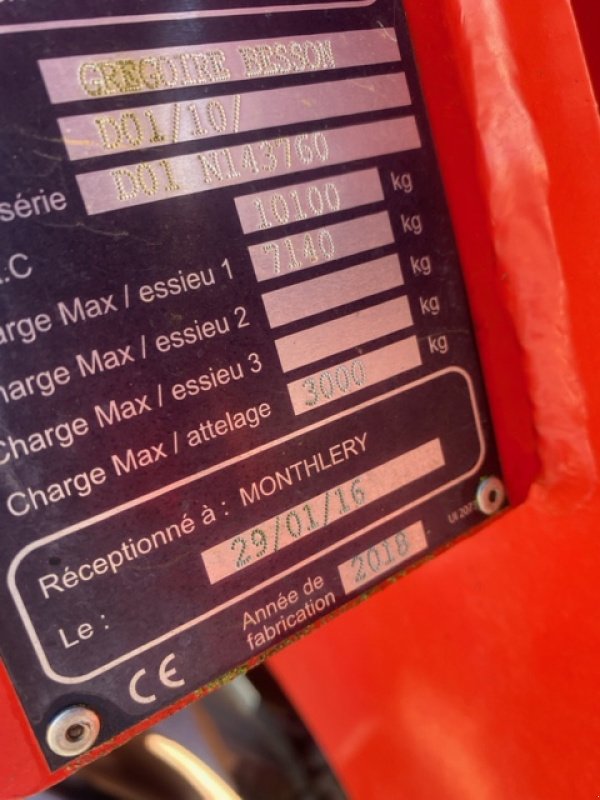 GREGOIRE BESSON
D01/10/
série D01 N143760
.C 10100 kg
arge Max / essieu 1 7140 kg
harge Max / essieu 2 kg
Charge Max / essieu 3 kg
Charge Max / attelage 3000 kg
Réceptionné à : MONTHLERY
Le : 29/01/16
Année de
fabrication 2018
CE